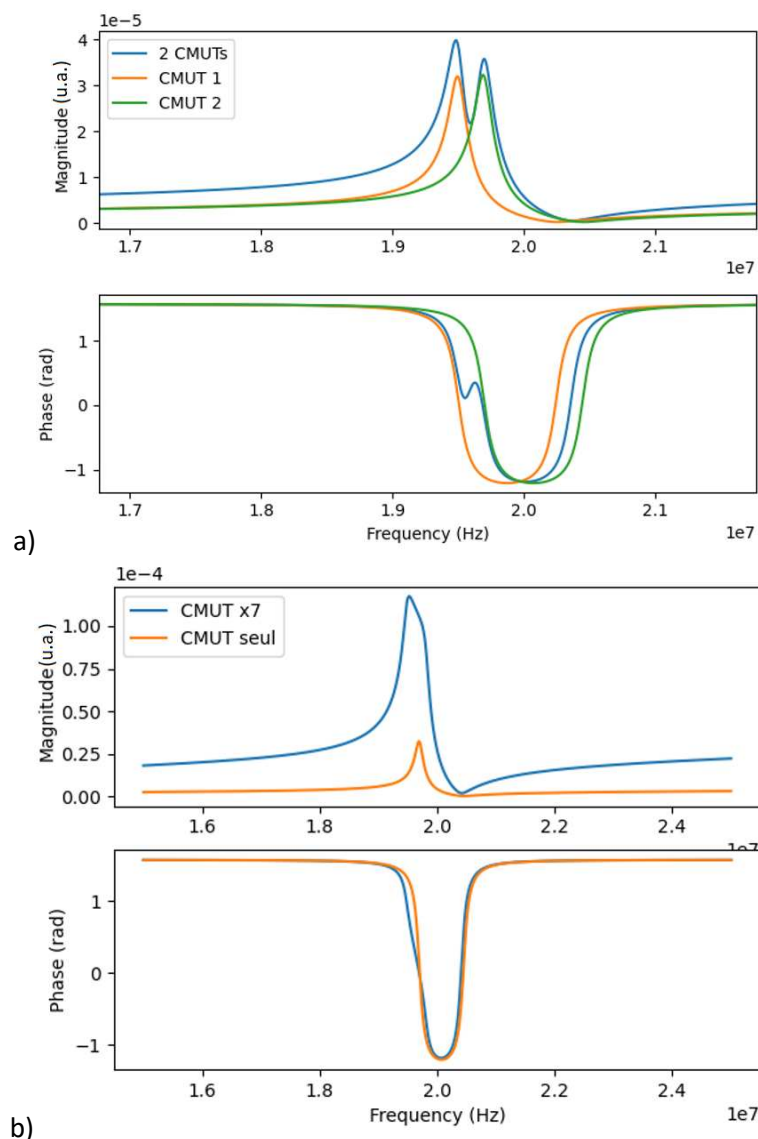 1e−5
2 CMUTs
CMUT 1
CMUT 2
Magnitude (u.a.)
4
3
2
1
0
1.7 1.8 1.9 2.0 2.1
1e7
Phase (rad)
1
0
−1
1.7 1.8 1.9 2.0 2.1
Frequency (Hz)
1e7
a)
1e−4
CMUT x7
CMUT seul
Magnitude (u.a.)
1.00
0.75
0.50
0.25
0.00
1.6 1.8 2.0 2.2 2.4
1e7
Phase (rad)
1
0
−1
1.6 1.8 2.0 2.2 2.4
Frequency (Hz)
1e7
b)